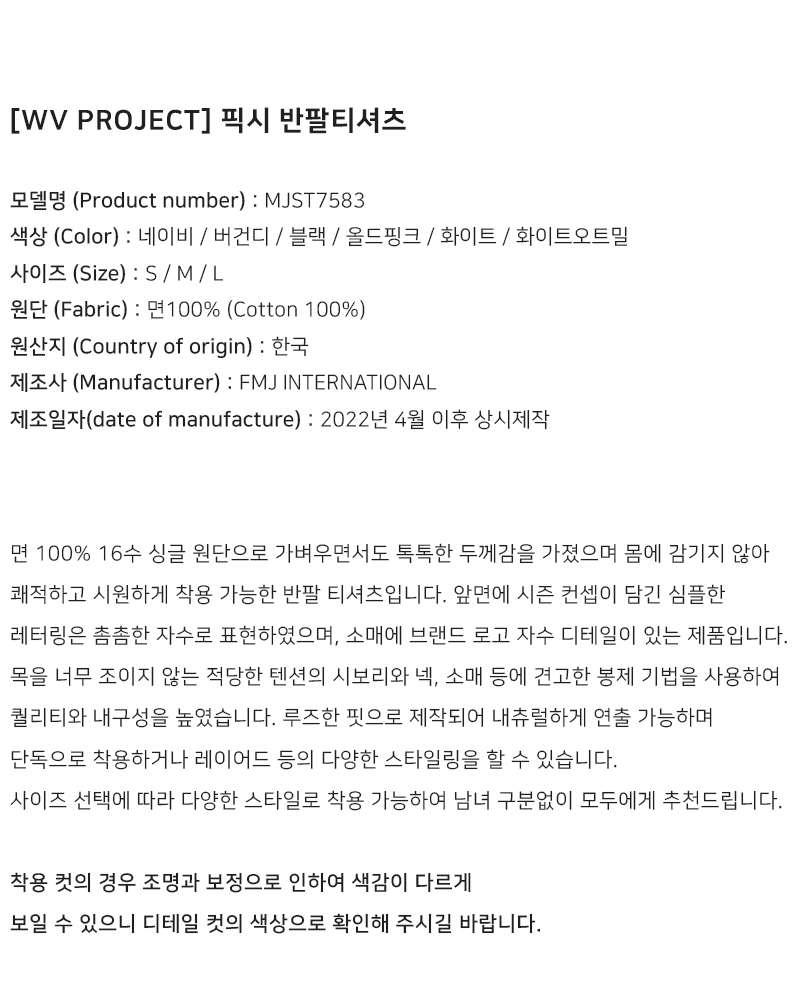 [WV PROJECT] 픽시 반팔티셔츠
모델명 (Product number) : MJST7583
색상 (Color) : 네이비 / 버건디 / 블랙 / 올드핑크 / 화이트 / 화이트오트밀
사이즈 (Size) : S / M / L
원단 (Fabric) : 면100% (Cotton 100%)
원산지 (Country of origin) : 한국
제조사 (Manufacturer) : FMJ INTERNATIONAL
제조일자(date of manufacture) : 2022년 4월 이후 상시제작
면 100% 16수 싱글 원단으로 가벼우면서도 톡톡한 두께감을 가졌으며 몸에 감기지 않아
쾌적하고 시원하게 착용 가능한 반팔 티셔츠입니다. 앞면에 시즌 컨셉이 담긴 심플한
레터링은 촘촘한 자수로 표현하였으며, 소매에 브랜드 로고 자수 디테일이 있는 제품입니다.
목을 너무 조이지 않는 적당한 텐션의 시보리와 넥, 소매 등에 견고한 봉제 기법을 사용하여
퀄리티와 내구성을 높였습니다. 루즈한 핏으로 제작되어 내츄럴하게 연출 가능하며
단독으로 착용하거나 레이어드 등의 다양한 스타일링을 할 수 있습니다.
사이즈 선택에 따라 다양한 스타일로 착용 가능하여 남녀 구분없이 모두에게 추천드립니다.
착용 컷의 경우 조명과 보정으로 인하여 색감이 다르게
보일 수 있으니 디테일 컷의 색상으로 확인해 주시길 바랍니다.